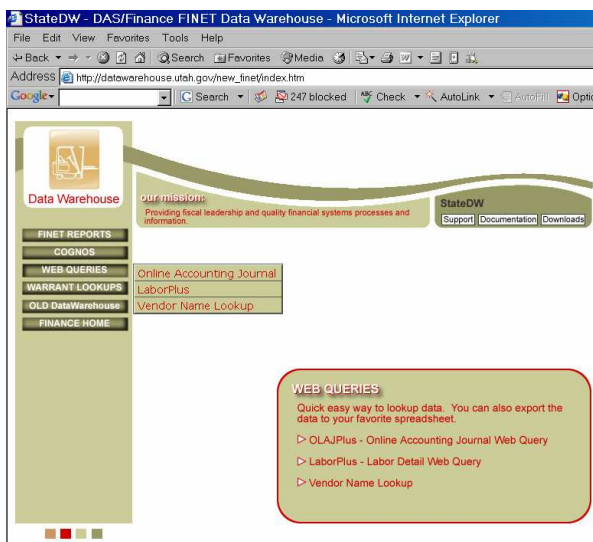 StateDW - DAS/Finance FINET Data Warehouse - Microsoft Internet Explorer
File Edit View Favorites Tools Help
Back Search Favorites Media
Address http://datawarehouse.utah.gov/new_finet/index.htm
Google Search 247 blocked Check AutoLink AutoFill Optio
Data Warehouse
our mission:
Providing fiscal leadership and quality financial systems processes and
information.
StateDW
Support Documentation Downloads
FINET REPORTS
COGNOS
WEB QUERIES
WARRANT LOOKUPS
OLD DataWarehouse
FINANCE HOME
Online Accounting Journal
LaborPlus
Vendor Name Lookup
WEB QUERIES
Quick easy way to lookup data. You can also export the
data to your favorite spreadsheet.
OLAJPlus - Online Accounting Journal Web Query
LaborPlus - Labor Detail Web Query
Vendor Name Lookup